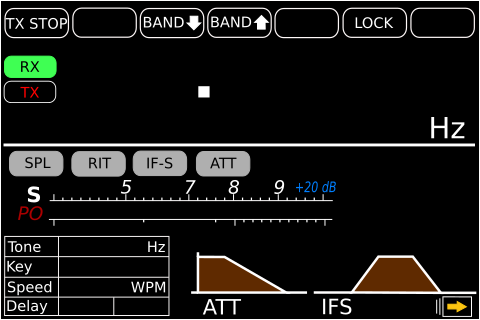 TX STOP BAND BAND LOCK
RX
TX
Hz
SPL RIT IF-S ATT
S 5 7 8 9 +20 dB
PO
Tone Hz
Key
Speed WPM
Delay
ATT IFS